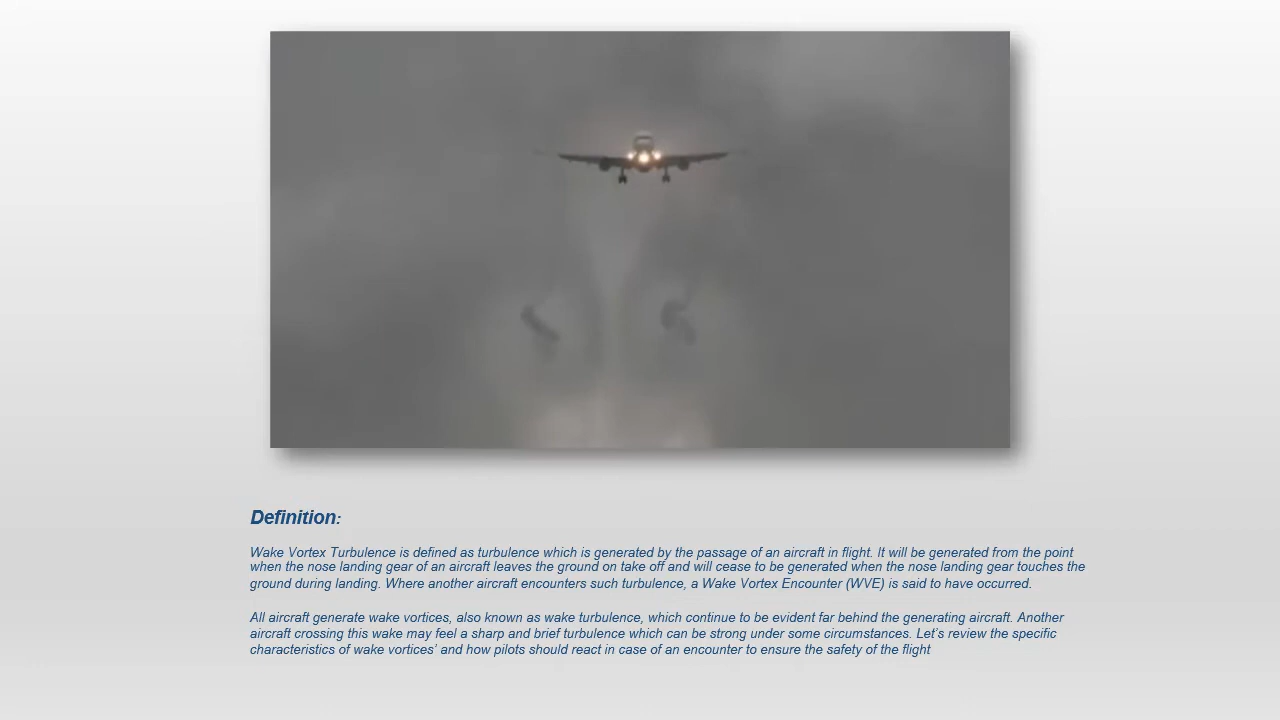 Definition:
Wake Vortex Turbulence is defined as turbulence which is generated by the passage of an aircraft in flight. It will be generated from the point
when the nose landing gear of an aircraft leaves the ground on take off and will cease to be generated when the nose landing gear touches the
ground during landing. Where another aircraft encounters such turbulence, a Wake Vortex Encounter (WVE) is said to have occurred.
All aircraft generate wake vortices, also known as wake turbulence, which continue to be evident far behind the generating aircraft. Another
aircraft crossing this wake may feel a sharp and brief turbulence which can be strong under some circumstances. Let’s review the specific
characteristics of wake vortices’ and how pilots should react in case of an encounter to ensure the safety of the flight